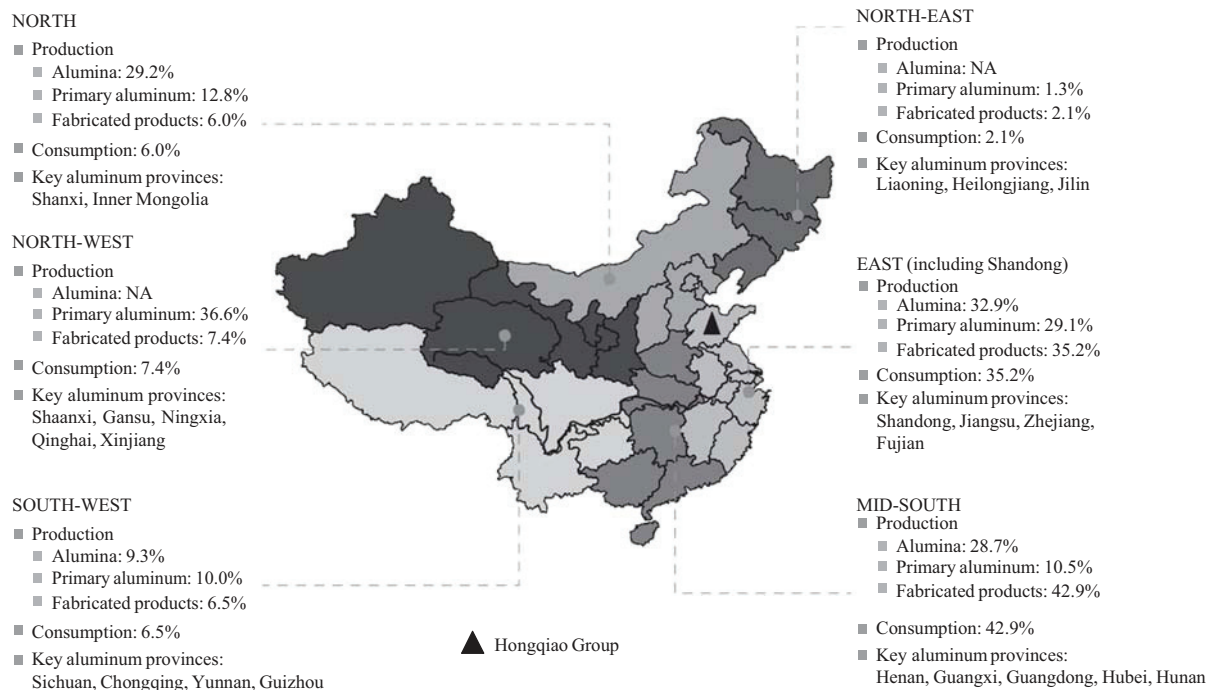 NORTH
Production
Alumina: 29.2%
Primary aluminum: 12.8%
Fabricated products: 6.0%
Consumption: 6.0%
Key aluminum provinces:
Shanxi, Inner Mongolia
NORTH-WEST
Production
Alumina: NA
Primary aluminum: 36.6%
Fabricated products: 7.4%
Consumption: 7.4%
Key aluminum provinces:
Shaanxi, Gansu, Ningxia,
Qinghai, Xinjiang
SOUTH-WEST
Production
Alumina: 9.3%
Primary aluminum: 10.0%
Fabricated products: 6.5%
Consumption: 6.5%
Key aluminum provinces:
Sichuan, Chongqing, Yunnan, Guizhou
Hongqiao Group
NORTH-EAST
Production
Alumina: NA
Primary aluminum: 1.3%
Fabricated products: 2.1%
Consumption: 2.1%
Key aluminum provinces:
Liaoning, Heilongjiang, Jilin
EAST (including Shandong)
Production
Alumina: 32.9%
Primary aluminum: 29.1%
Fabricated products: 35.2%
Consumption: 35.2%
Key aluminum provinces:
Shandong, Jiangsu, Zhejiang,
Fujian
MID-SOUTH
Production
Alumina: 28.7%
Primary aluminum: 10.5%
Fabricated products: 42.9%
Consumption: 42.9%
Key aluminum provinces:
Henan, Guangxi, Guangdong, Hubei, Hunan